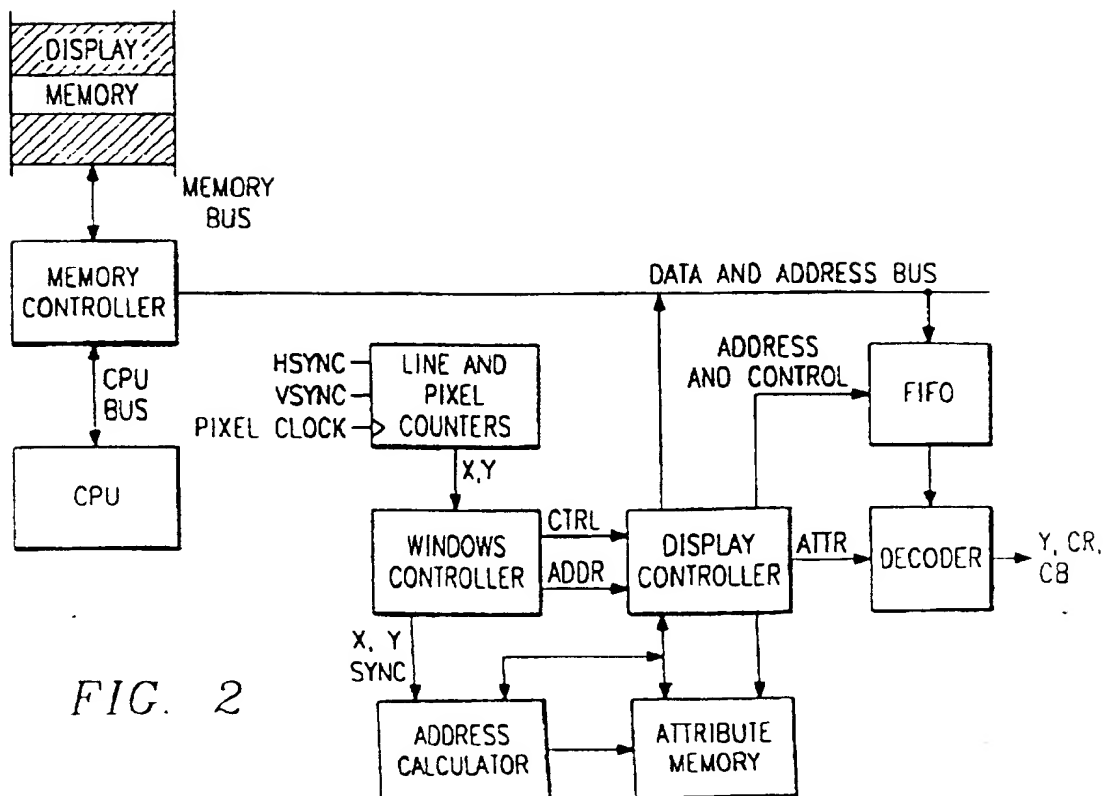 DISPLAY
MEMORY
MEMORY
BUS
MEMORY
CONTROLLER
DATA AND ADDRESS BUS
CPU
BUS
HSYNC
VSYNC
PIXEL CLOCK
LINE AND
PIXEL
COUNTERS
ADDRESS
AND CONTROL
FIFO
CPU
X,Y
WINDOWS
CONTROLLER
CTRL
ADDR
DISPLAY
CONTROLLER
ATTR
DECODER
Y, CR,
CB
X, Y
SYNC
FIG. 2
ADDRESS
CALCULATOR
ATTRIBUTE
MEMORY